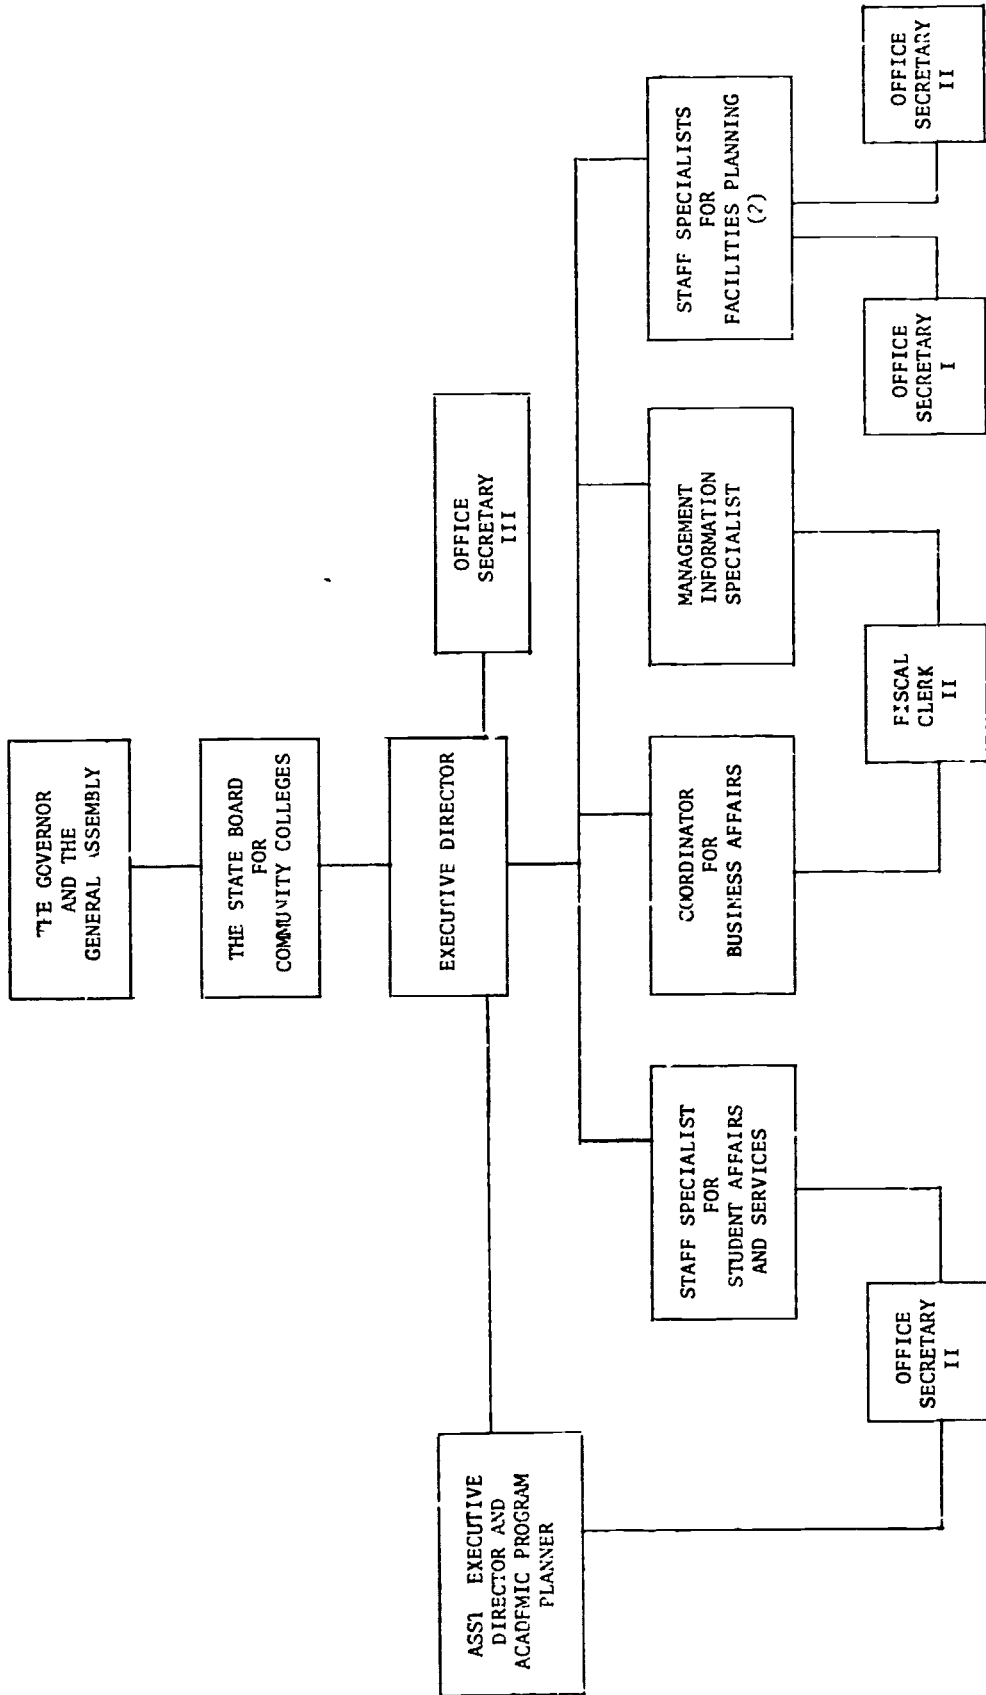 THE GOVERNOR
AND THE
GENERAL ASSEMBLY
THE STATE BOARD
FOR
COMMUNITY COLLEGES
EXECUTIVE DIRECTOR
OFFICE
SECRETARY
III
ASST EXECUTIVE
DIRECTOR AND
ACADEMIC PROGRAM
PLANNER
STAFF SPECIALIST
FOR
STUDENT AFFAIRS
AND SERVICES
COORDINATOR
FOR
BUSINESS AFFAIRS
MANAGEMENT
INFORMATION
SPECIALIST
STAFF SPECIALISTS
FOR
FACILITIES PLANNING
(2)
OFFICE
SECRETARY
II
FISCAL
CLERK
II
OFFICE
SECRETARY
I
OFFICE
SECRETARY
II